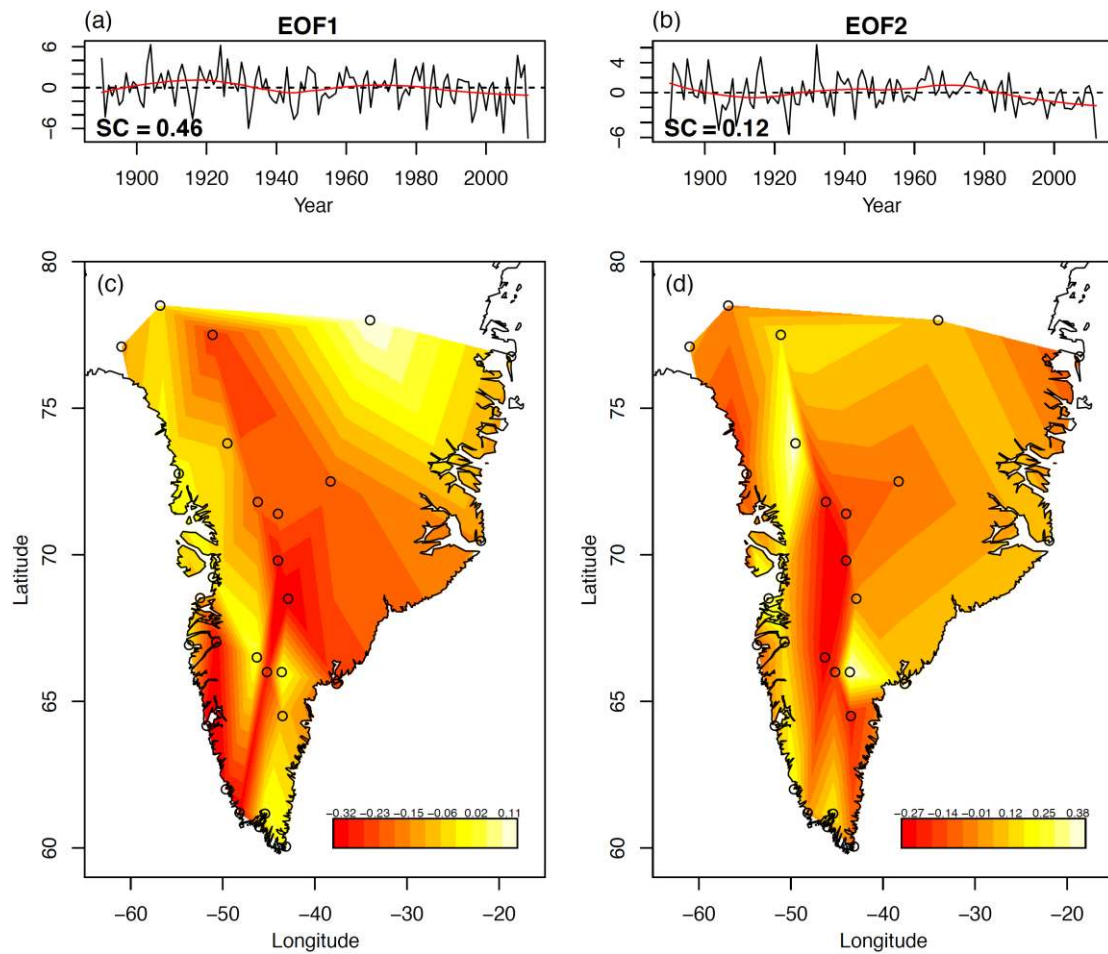 (a) EOF1
6
0
−6
SC = 0.46
1900 1920 1940 1960 1980 2000
Year
(b) EOF2
4
0
−6
SC = 0.12
1900 1920 1940 1960 1980 2000
Year
(c)
80
75
70
65
60
Latitude
−0.32 −0.23 −0.15 −0.06 0.02 0.11
−60 −50 −40 −30 −20
Longitude
(d)
80
75
70
65
60
Latitude
−0.27 −0.14 −0.01 0.12 0.25 0.38
−60 −50 −40 −30 −20
Longitude